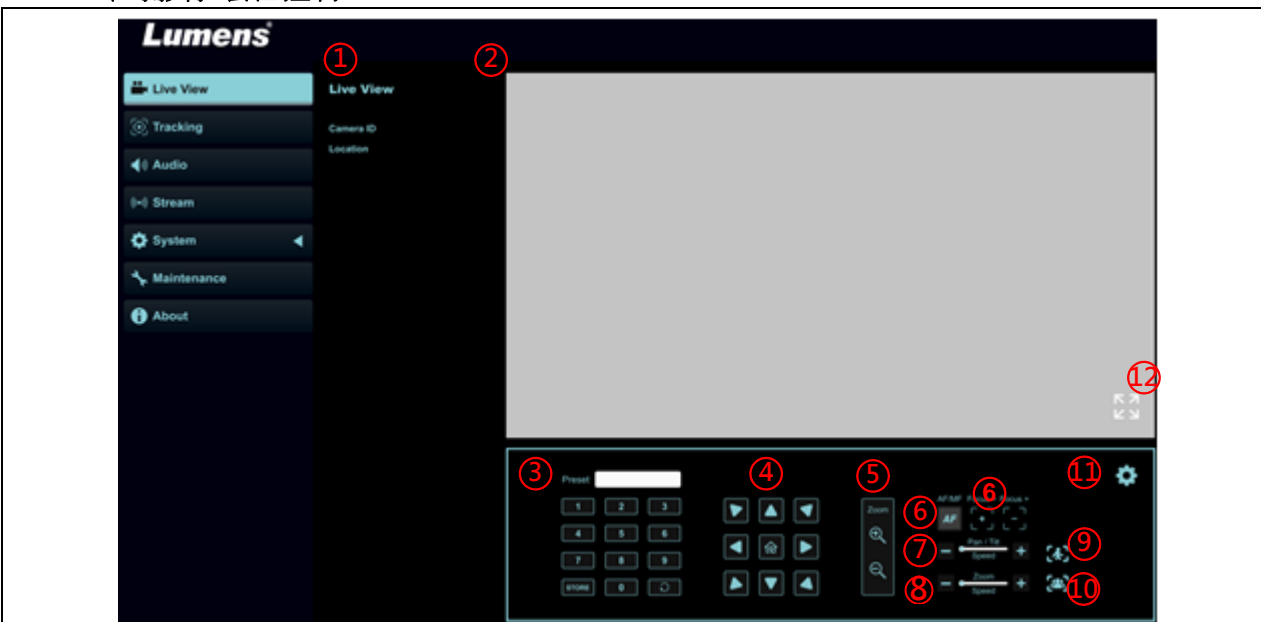 Lumens
① ②
Live View
Live View
Tracking
Camera ID
Location
Audio
Stream
System
Maintenance
About
⑫
③ ④ ⑤ ⑪
Preset
⑥
AF/MF Focus +
1 2 3
Zoom
⑥ AF
4 5 6
⑦ Pan / Tilt ⑨
Speed
7 8 9
⑧ Zoom ⑩
Speed
STORE 0